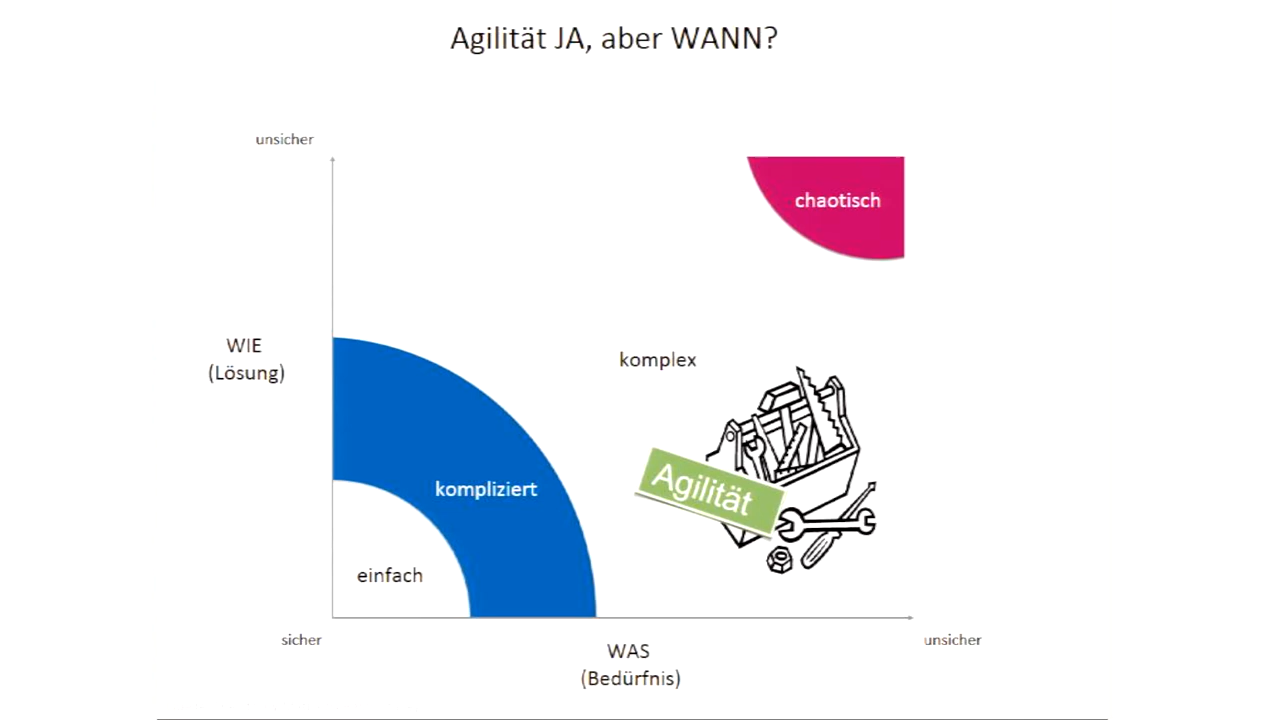 Agilität JA, aber WANN?
unsicher
chaotisch
WIE
(Lösung)
komplex
Agilität
kompliziert
einfach
sicher
unsicher
WAS
(Bedürfnis)